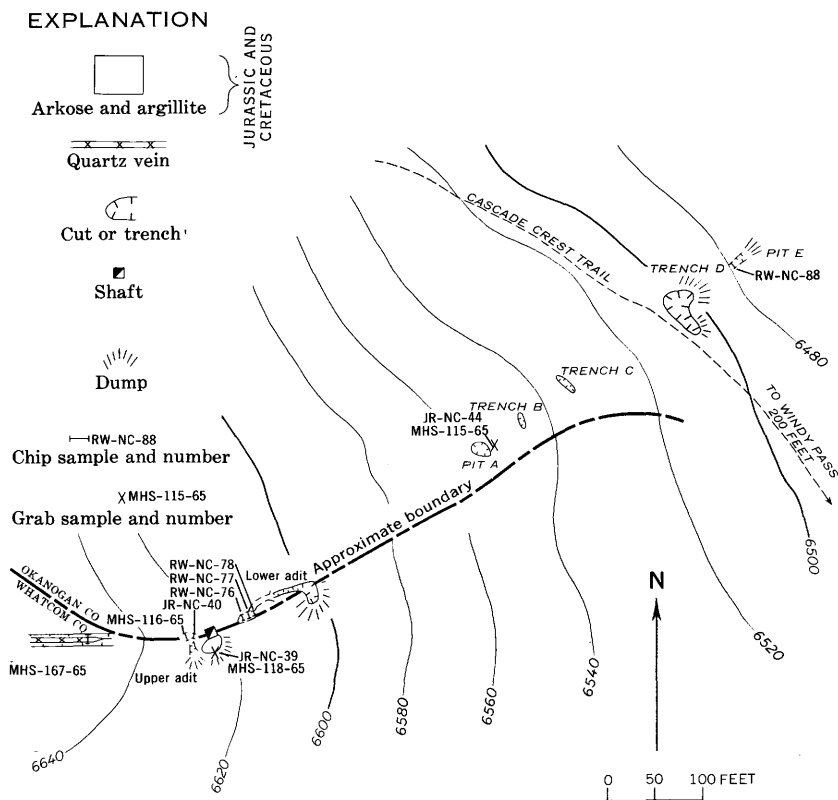 EXPLANATION
Arkose and argillite
JURASSIC AND
CRETACEOUS
Quartz vein
Cut or trench
Shaft
Dump
RW-NC-88
Chip sample and number
MHS-115-65
Grab sample and number
CASCADE CREST TRAIL
TRENCH D
PIT E
RW-NC-88
6480
TRENCH C
TRENCH B
JR-NC-44
MHS-115-65
PIT A
TO WINDY PASS
200 FEET
Approximate boundary
6500
RW-NC-78
RW-NC-77
RW-NC-76
JR-NC-40
Lower adit
OKANOGAN CO
WHATCOM CO
MHS-116-65
MHS-167-65
Upper adit
JR-NC-39
MHS-118-65
N
6520
6540
6560
6580
6600
6620
6640
0 50 100 FEET